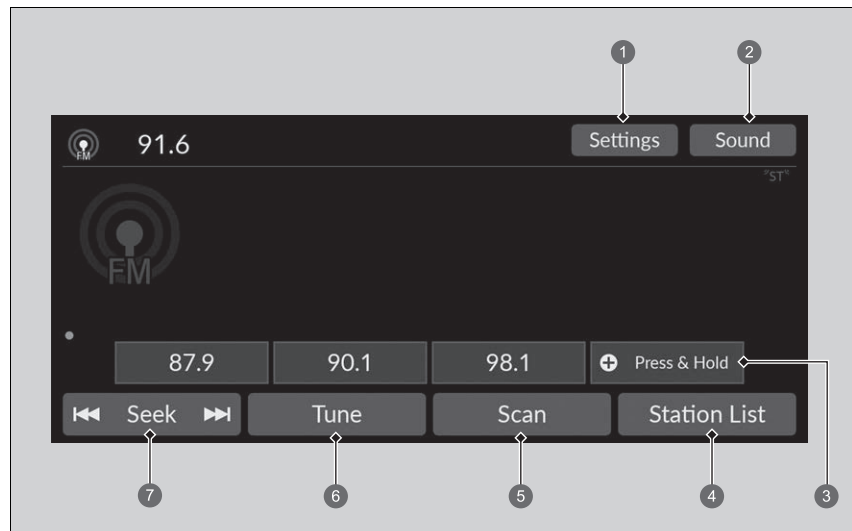 1 2
FM 91.6 Settings Sound
"ST"
FM
87.9 90.1 98.1 Press & Hold
Seek Tune Scan Station List
7 6 5 4 3